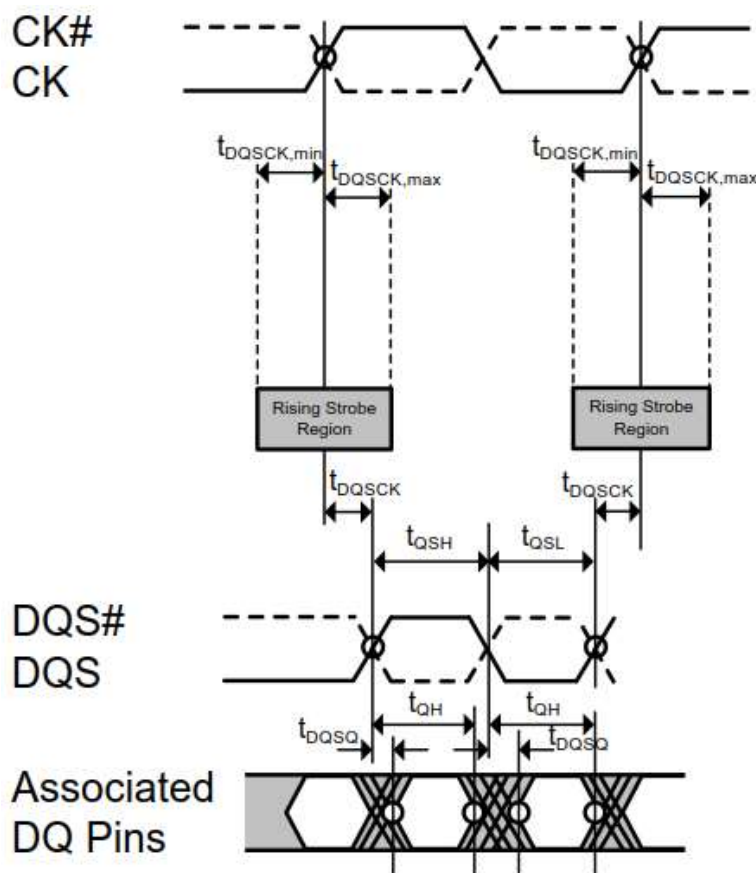 CK#
CK
tDQSCK,min
tDQSCK,min
tDQSCK,max
tDQSCK,max
Rising Strobe
Region
Rising Strobe
Region
tDQSCK
tDQSCK
tQSH
tQSL
DQS#
DQS
tQH
tQH
tDQSQ
tDQSQ
Associated
DQ Pins